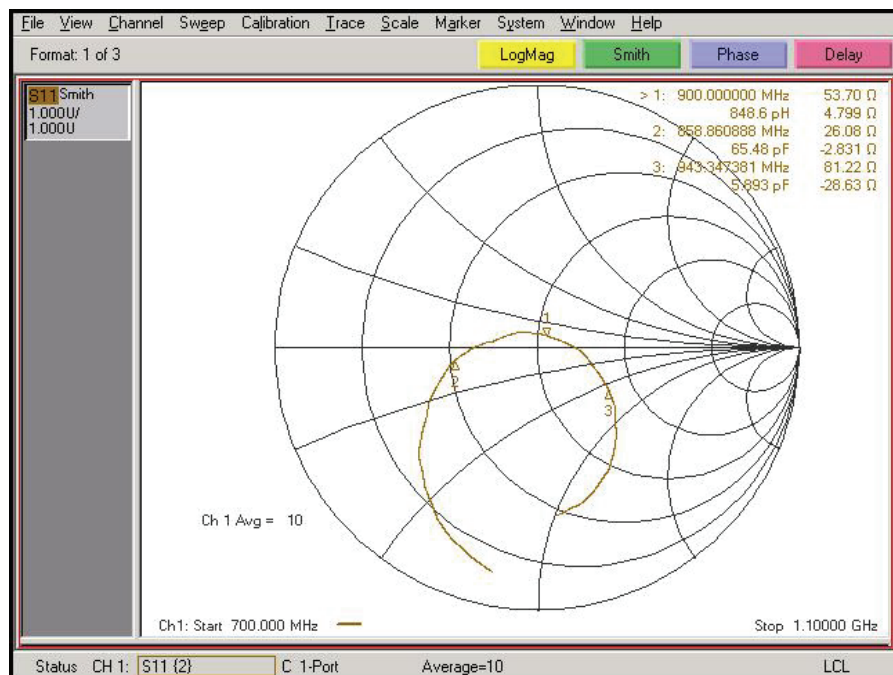 File View Channel Sweep Calibration Trace Scale Marker System Window Help
Format: 1 of 3 LogMag Smith Phase Delay
S11 Smith
1.000U/
1.000U
> 1: 900.000000 MHz 53.70 Ω
848.6 pH 4.799 Ω
2: 858.860888 MHz 26.08 Ω
65.48 pF -2.831 Ω
3: 943.347381 MHz 81.22 Ω
5.893 pF -28.63 Ω
1
2
3
Ch 1 Avg = 10
Ch1: Start 700.000 MHz Stop 1.10000 GHz
Status CH 1: S11 {2} C 1-Port Average=10 LCL